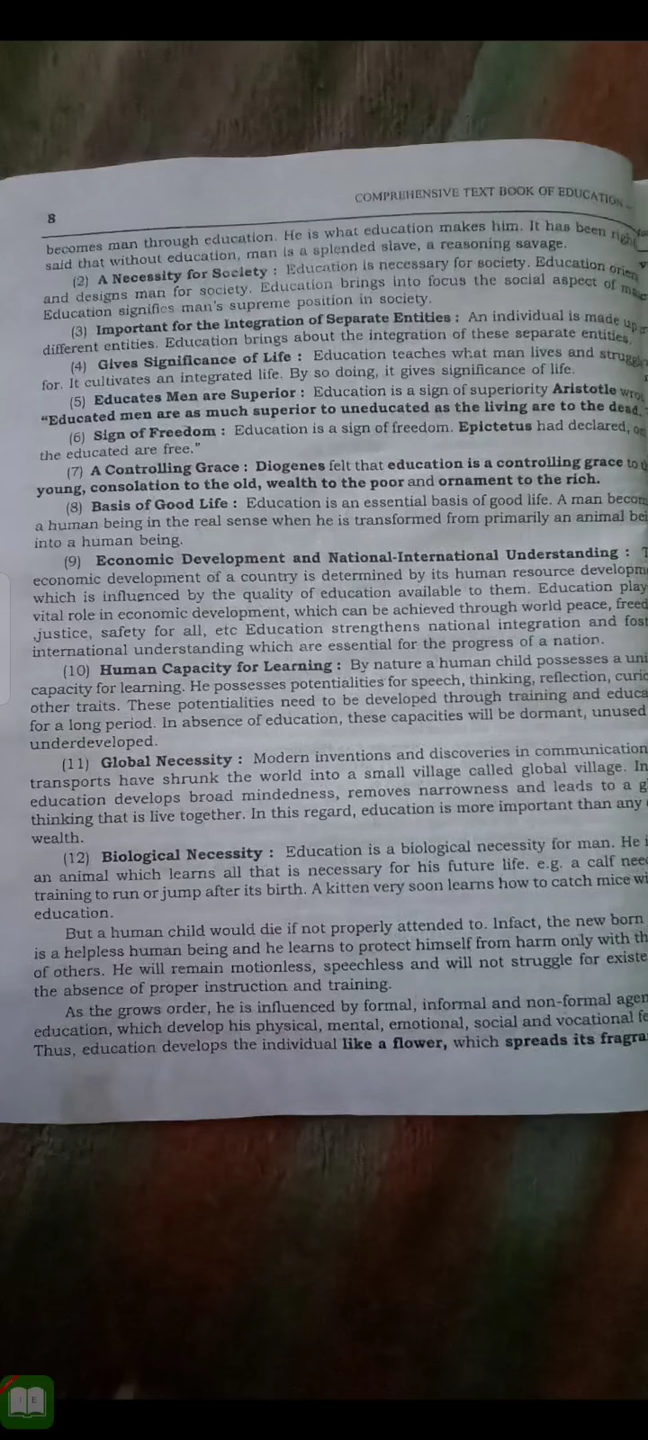 8
COMPREHENSIVE TEXT BOOK OF EDUCATION
becomes man through education. He is what education makes him. It has been
said that without education, man is a splended slave, a reasoning savage.
(2) A Necessity for Society : Education is necessary for society. Education
and designs man for society. Education brings into focus the social aspect of
Education signifies man's supreme position in society.
(3) Important for the Integration of Separate Entities : An individual is made up
different entities. Education brings about the integration of these separate entities.
(4) Gives Significance of Life : Education teaches what man lives and
for. It cultivates an integrated life. By so doing, it gives significance of life.
(5) Educates Men are Superior : Education is a sign of superiority Aristotle
"Educated men are as much superior to uneducated as the living are to the dead.
(6) Sign of Freedom : Education is a sign of freedom. Epictetus had declared,
the educated are free."
(7) A Controlling Grace : Diogenes felt that education is a controlling grace to
young, consolation to the old, wealth to the poor and ornament to the rich.
(8) Basis of Good Life : Education is an essential basis of good life. A man
a human being in the real sense when he is transformed from primarily an animal
into a human being.
(9) Economic Development and National-International Understanding :
economic development of a country is determined by its human resource
which is influenced by the quality of education available to them. Education
vital role in economic development, which can be achieved through world peace,
justice, safety for all, etc Education strengthens national integration and
international understanding which are essential for the progress of a nation.
(10) Human Capacity for Learning : By nature a human child possesses a
capacity for learning. He possesses potentialities for speech, thinking, reflection,
other traits. These potentialities need to be developed through training and
for a long period. In absence of education, these capacities will be dormant, unused
underdeveloped.
(11) Global Necessity : Modern inventions and discoveries in communication
transports have shrunk the world into a small village called global village. In
education develops broad mindedness, removes narrowness and leads to a
thinking that is live together. In this regard, education is more important than any
wealth.
(12) Biological Necessity : Education is a biological necessity for man. He
an animal which learns all that is necessary for his future life. e.g. a calf
training to run or jump after its birth. A kitten very soon learns how to catch mice
education.
But a human child would die if not properly attended to. Infact, the new born
is a helpless human being and he learns to protect himself from harm only with
of others. He will remain motionless, speechless and will not struggle for
the absence of proper instruction and training.
As the grows order, he is influenced by formal, informal and non-formal
education, which develop his physical, mental, emotional, social and vocational
Thus, education develops the individual like a flower, which spreads its